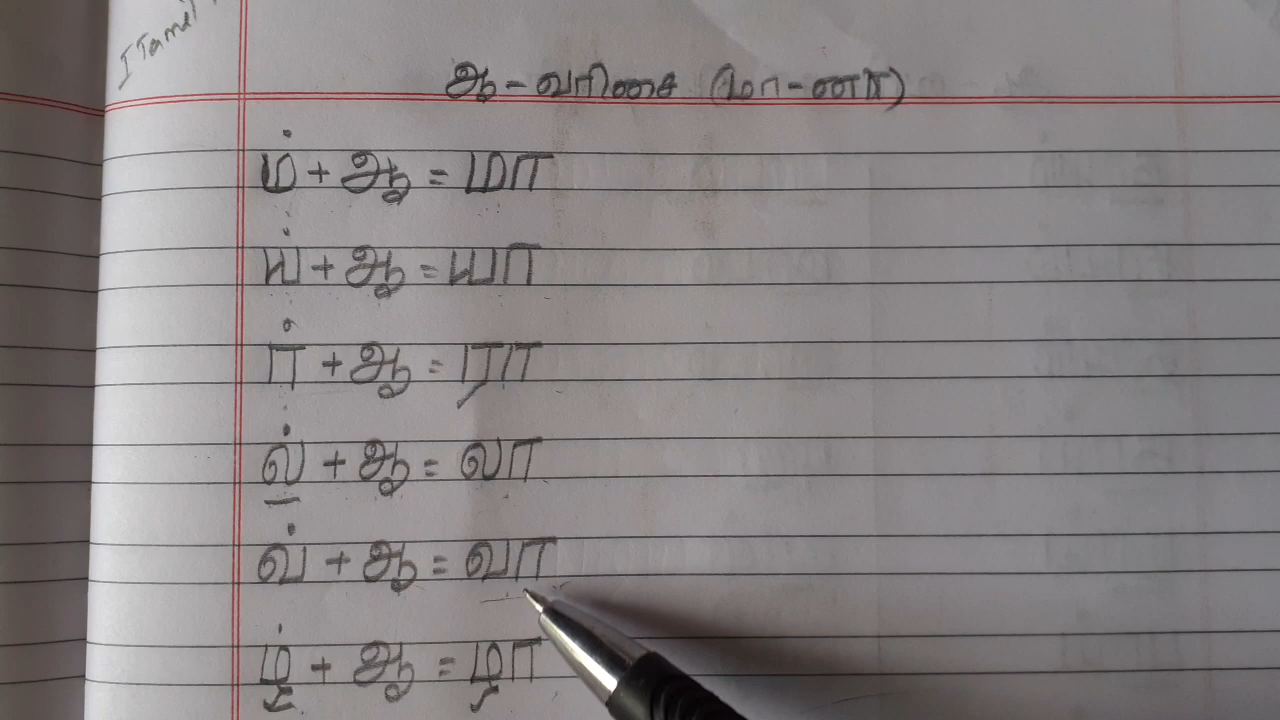 I Tamil
ஆ - வரிசை (மா - னா)
ம் + ஆ = மா
ய் + ஆ = யா
ர் + ஆ = ரா
ல் + ஆ = லா
வ் + ஆ = வா
ழ் + ஆ = ழா